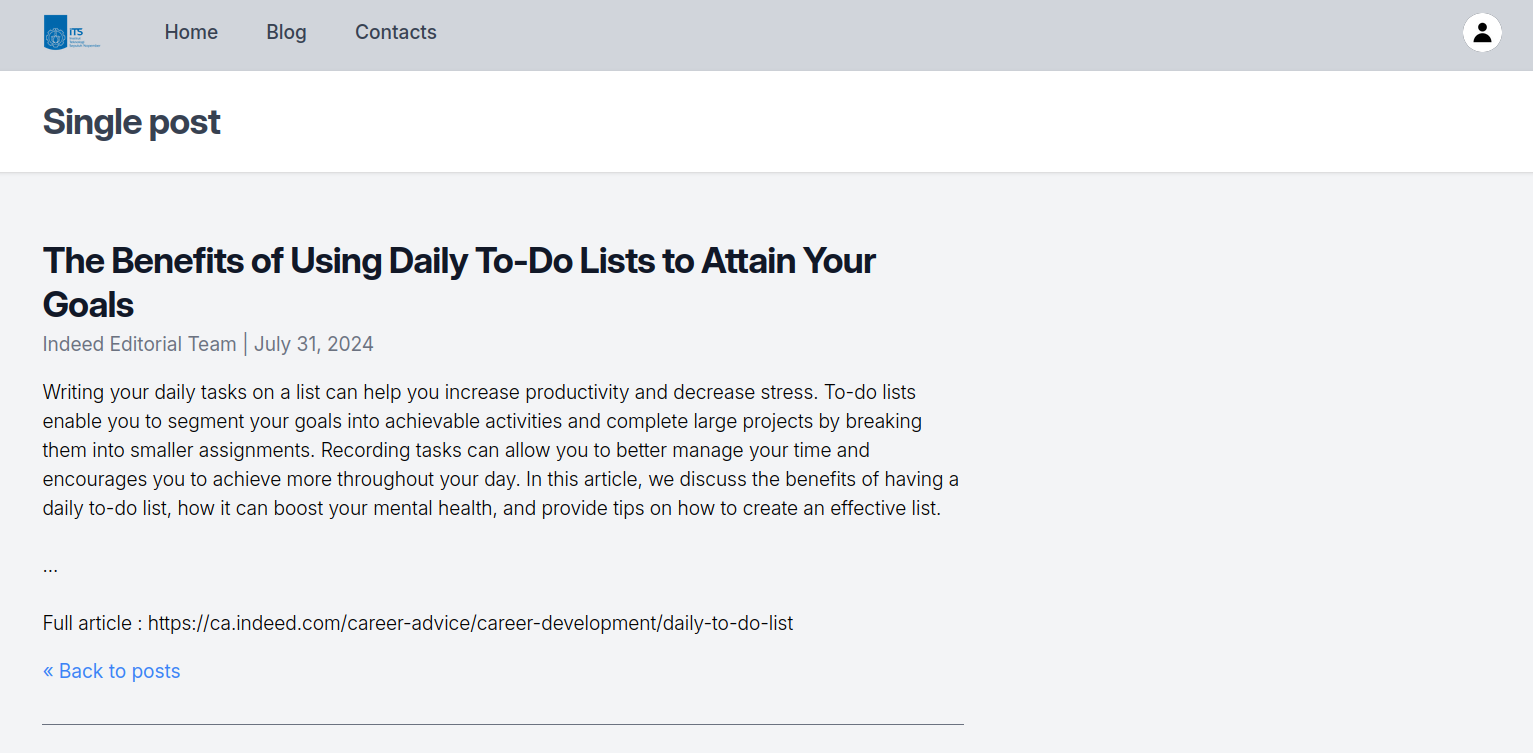 ITS
Home
Blog
Contacts
Single post
The Benefits of Using Daily To-Do Lists to Attain Your
Goals
Indeed Editorial Team | July 31, 2024
Writing your daily tasks on a list can help you increase productivity and decrease stress. To-do lists
enable you to segment your goals into achievable activities and complete large projects by breaking
them into smaller assignments. Recording tasks can allow you to better manage your time and
encourages you to achieve more throughout your day. In this article, we discuss the benefits of having a
daily to-do list, how it can boost your mental health, and provide tips on how to create an effective list.
...
Full article : https://ca.indeed.com/career-advice/career-development/daily-to-do-list
« Back to posts